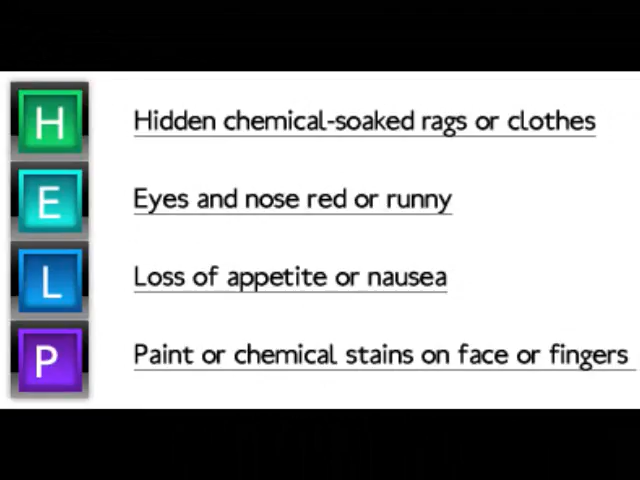 H Hidden chemical-soaked rags or clothes
E Eyes and nose red or runny
L Loss of appetite or nausea
P Paint or chemical stains on face or fingers